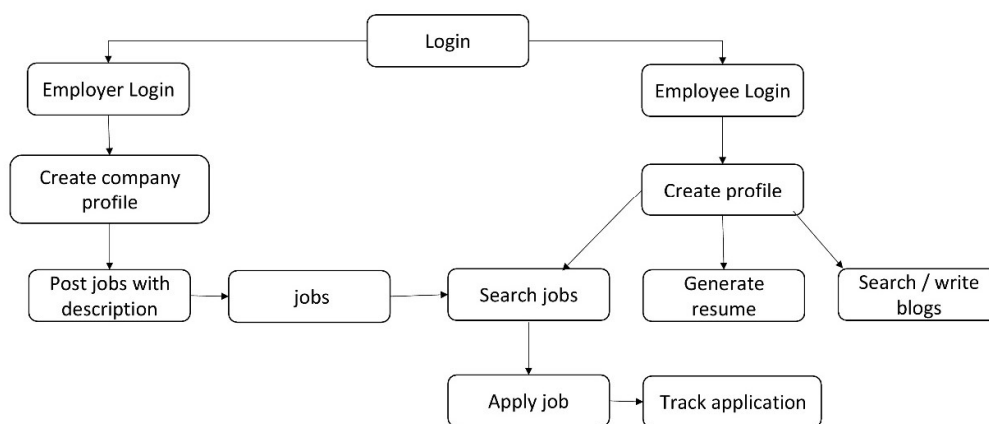 Login
Employer Login
Employee Login
Create company
profile
Create profile
Post jobs with
description
jobs
Search jobs
Generate
resume
Search / write
blogs
Apply job
Track application